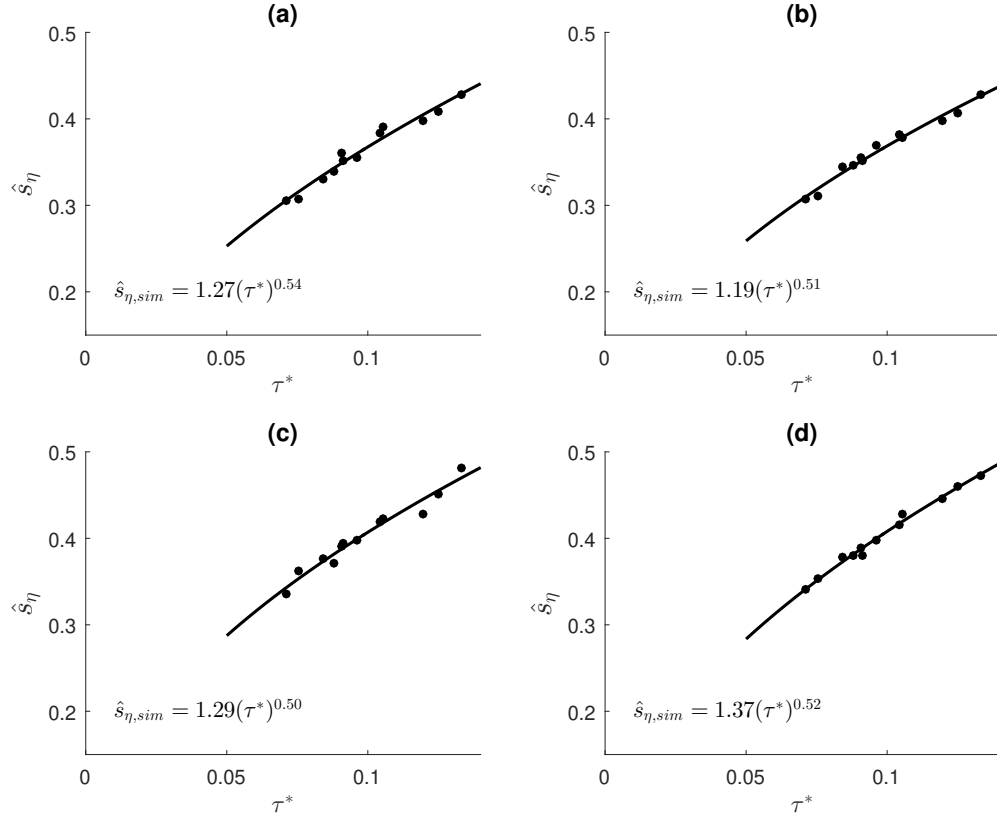 (a)
0.5
0.4
0.3
0.2
ŝ_η
ŝ_{η,sim} = 1.27(τ*)^{0.54}
0 0.05 0.1
τ*
(b)
0.5
0.4
0.3
0.2
ŝ_η
ŝ_{η,sim} = 1.19(τ*)^{0.51}
0 0.05 0.1
τ*
(c)
0.5
0.4
0.3
0.2
ŝ_η
ŝ_{η,sim} = 1.29(τ*)^{0.50}
0 0.05 0.1
τ*
(d)
0.5
0.4
0.3
0.2
ŝ_η
ŝ_{η,sim} = 1.37(τ*)^{0.52}
0 0.05 0.1
τ*